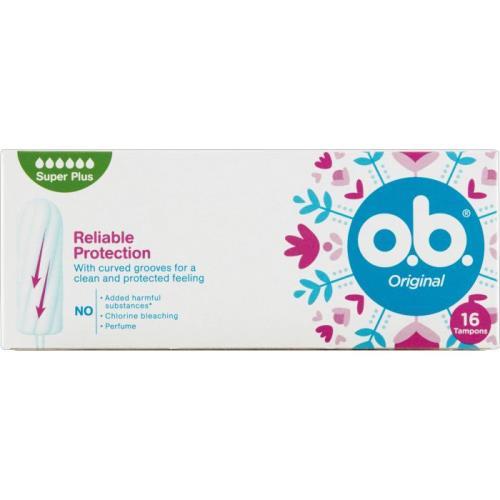 Super Plus
Reliable
Protection
With curved grooves for a
clean and protected feeling
NO
• Added harmful
substances*
• Chlorine bleaching
• Perfume
o.b.®
Original
16
Tampons